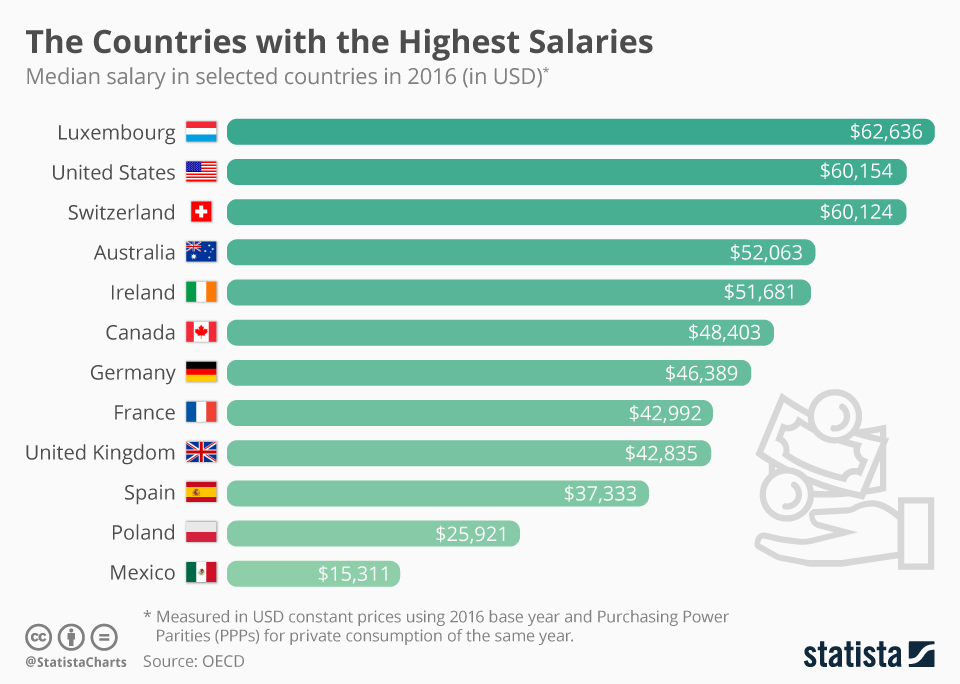 The Countries with the Highest Salaries
Median salary in selected countries in 2016 (in USD)*
Luxembourg $62,636
United States $60,154
Switzerland $60,124
Australia $52,063
Ireland $51,681
Canada $48,403
Germany $46,389
France $42,992
United Kingdom $42,835
Spain $37,333
Poland $25,921
Mexico $15,311
* Measured in USD constant prices using 2016 base year and Purchasing Power
Parities (PPPs) for private consumption of the same year.
cc
@StatistaCharts Source: OECD
statista